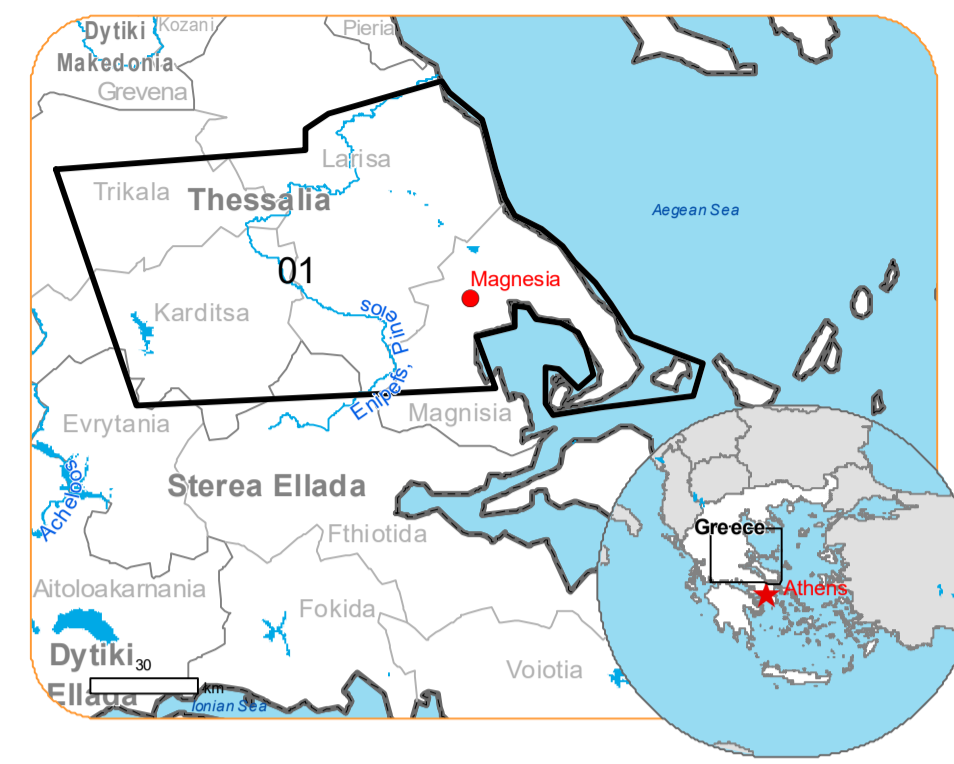 Kozani
Pieria
Dytiki
Makedonia
Grevena
Larisa
Trikala
Thessalia
Aegean Sea
01
Magnesia
Karditsa
Enipefs, Pineios
Magnisia
Evrytania
Sterea Ellada
Acheloos
Fthiotida
Greece
Aitoloakarnania
Athens
Fokida
Dytiki
Ellada
30
km
Voiotia
Ionian Sea